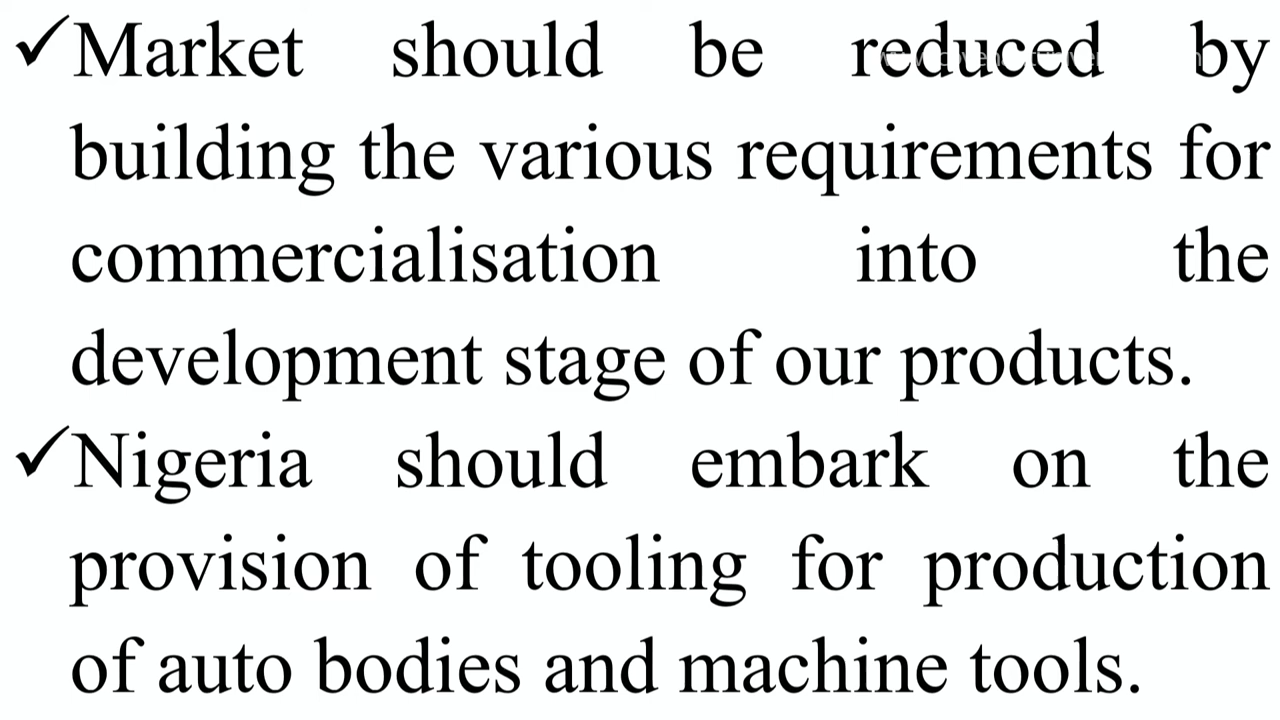 ✓Market should be reduced by
building the various requirements for
commercialisation into the
development stage of our products.
✓Nigeria should embark on the
provision of tooling for production
of auto bodies and machine tools.